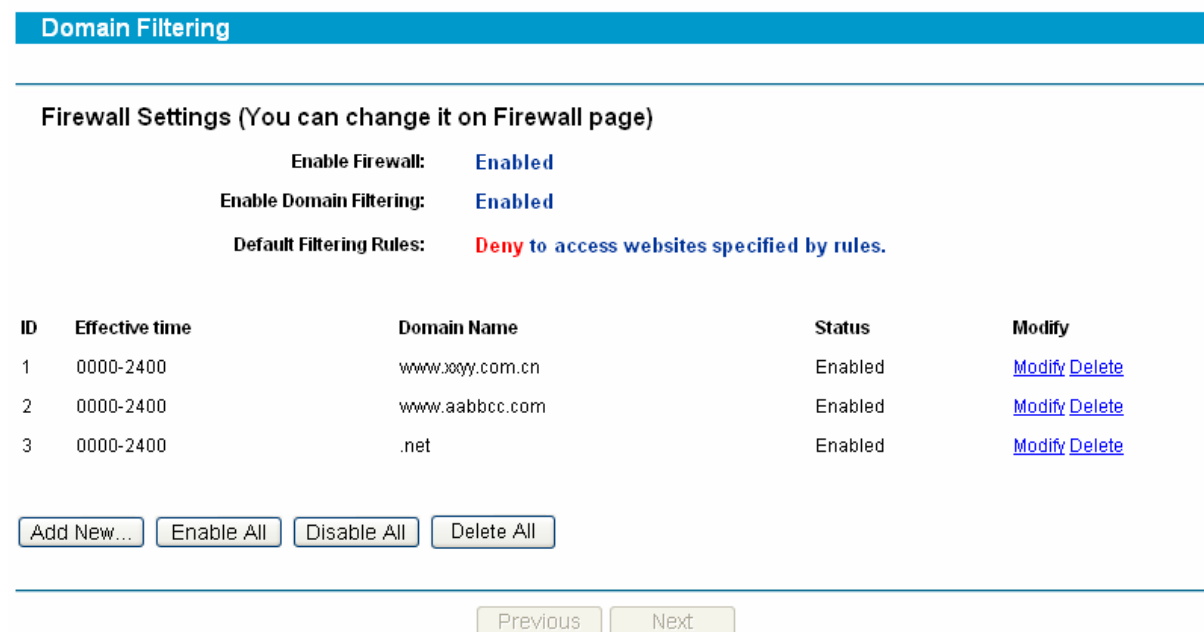 Domain Filtering
Firewall Settings (You can change it on Firewall page)
Enable Firewall: Enabled
Enable Domain Filtering: Enabled
Default Filtering Rules: Deny to access websites specified by rules.
ID Effective time Domain Name Status Modify
1 0000-2400 www.xxyy.com.cn Enabled Modify Delete
2 0000-2400 www.aabbcc.com Enabled Modify Delete
3 0000-2400 .net Enabled Modify Delete
Add New... Enable All Disable All Delete All
Previous Next